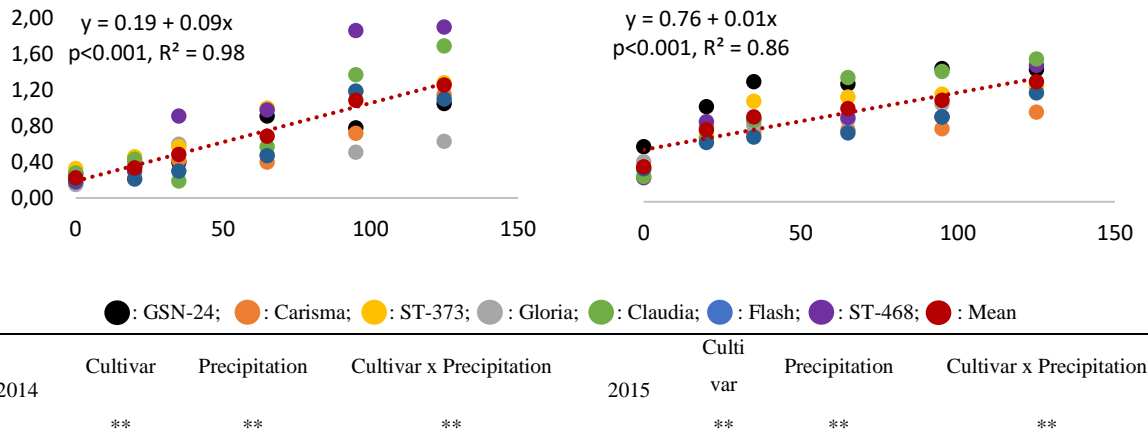 y = 0.19 + 0.09x
p<0.001, R² = 0.98
2,00
1,60
1,20
0,80
0,40
0,00
0 50 100 150
y = 0.76 + 0.01x
p<0.001, R² = 0.86
0 50 100 150
: GSN-24; : Carisma; : ST-373; : Gloria; : Claudia; : Flash; : ST-468; : Mean
2014 Cultivar Precipitation Cultivar x Precipitation 2015 Culti
var Precipitation Cultivar x Precipitation
** ** ** ** ** **